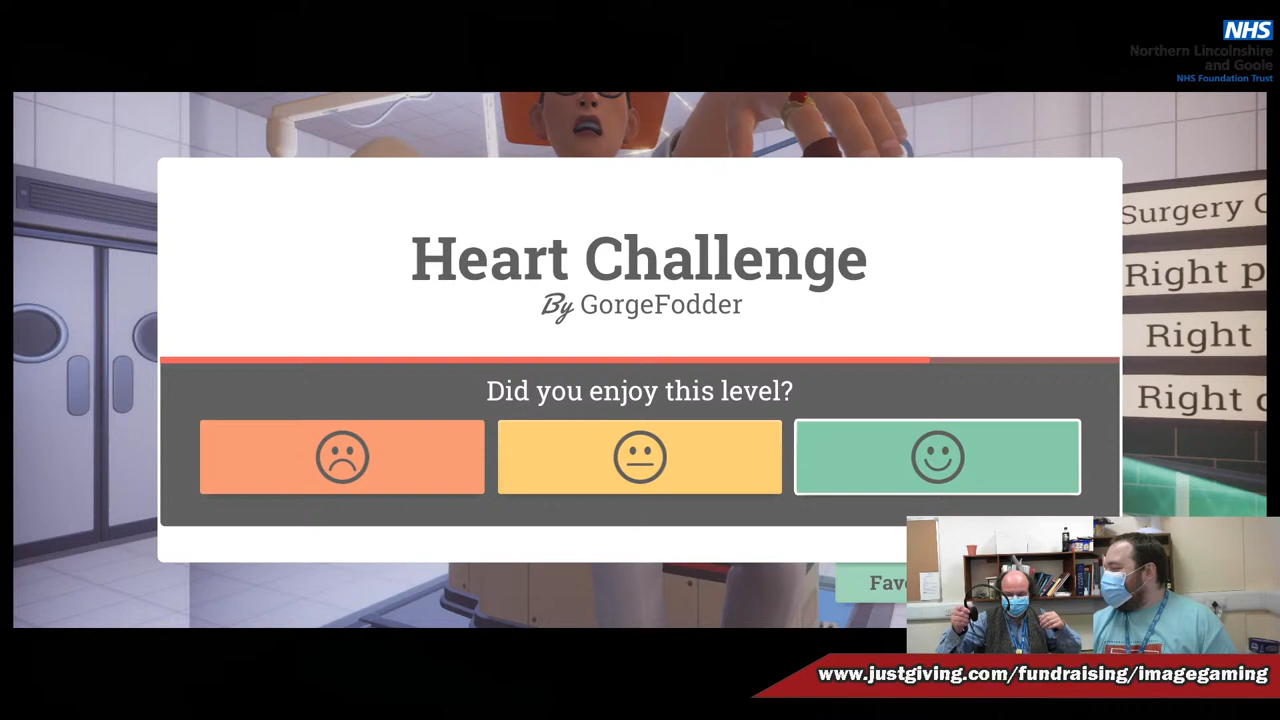 NHS
Northern Lincolnshire
and Goole
NHS Foundation Trust
Heart Challenge
By GorgeFodder
Did you enjoy this level?
Surgery
Right
Right
Right
www.justgiving.com/fundraising/imagegaming